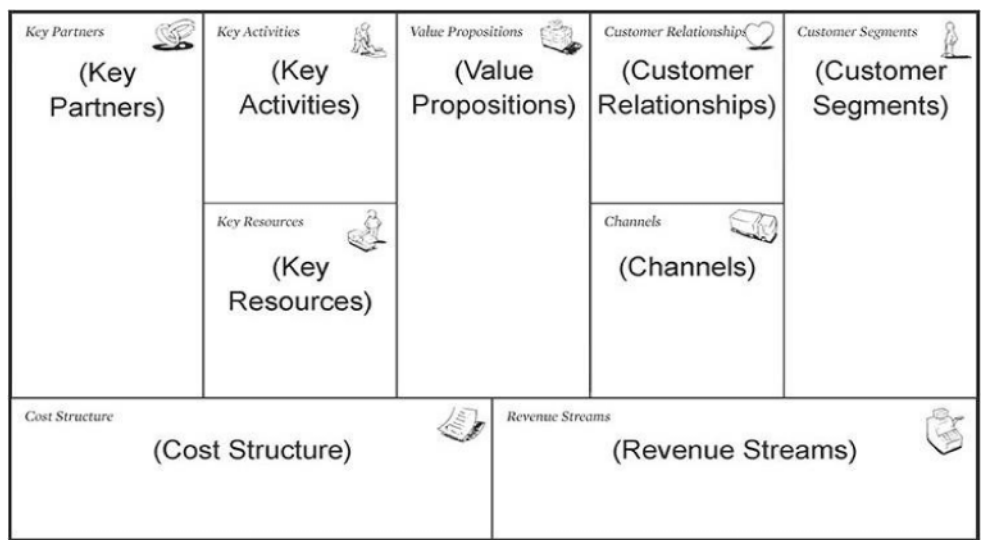 Key Partners
(Key
Partners)
Key Activities
(Key
Activities)
Key Resources
(Key
Resources)
Value Propositions
(Value
Propositions)
Customer Relationships
(Customer
Relationships)
Channels
(Channels)
Customer Segments
(Customer
Segments)
Cost Structure
(Cost Structure)
Revenue Streams
(Revenue Streams)